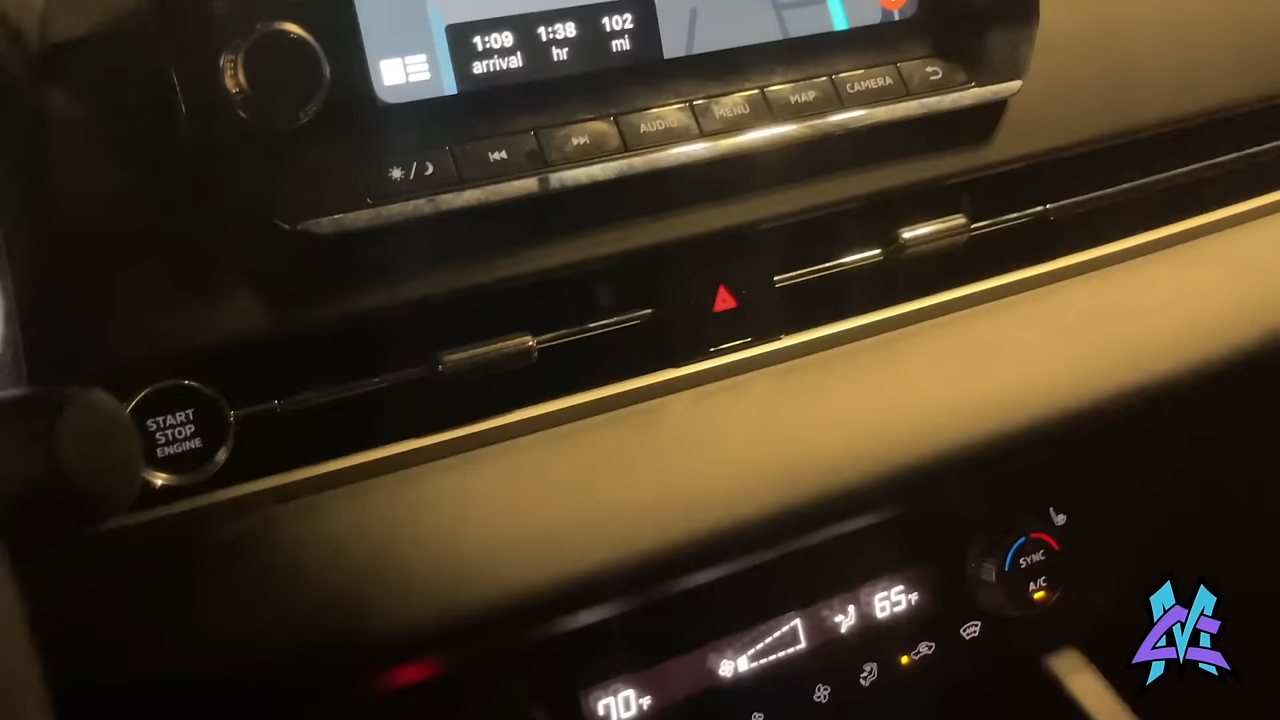 1:09 1:38 102
arrival hr mi
AUDIO MENU MAP CAMERA
START
STOP
ENGINE
SYNC
A/C
65°F
70°F